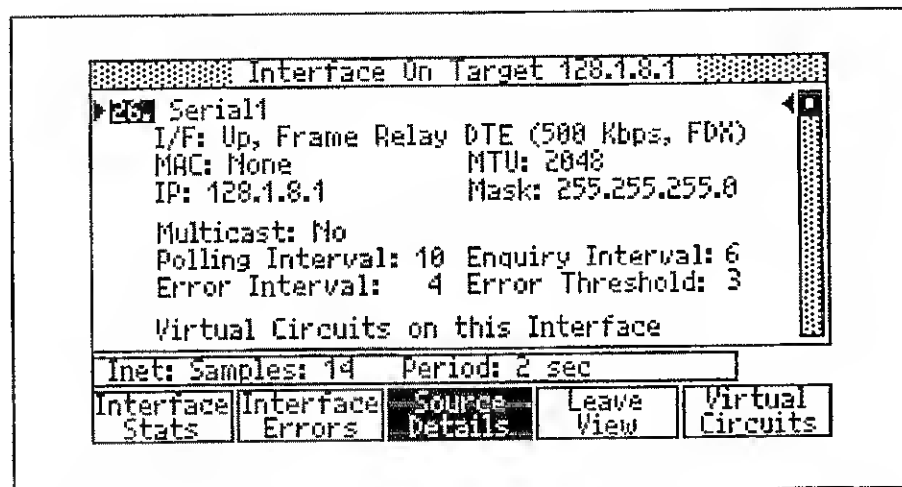 Interface On Target 128.1.8.1
26. Serial1
I/F: Up, Frame Relay DTE (500 Kbps, FDX)
MAC: None MTU: 2048
IP: 128.1.8.1 Mask: 255.255.255.0
Multicast: No
Polling Interval: 10 Enquiry Interval: 6
Error Interval: 4 Error Threshold: 3
Virtual Circuits on this Interface
Inet: Samples: 14 Period: 2 sec
Interface Stats
Interface Errors
Source Details
Leave View
Virtual Circuits